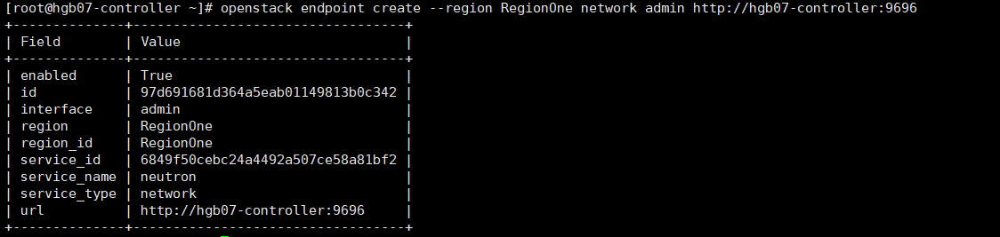 [root@hgb07-controller ~]# openstack endpoint create --region RegionOne network admin http://hgb07-controller:9696
+--------------+----------------------------------+
| Field        | Value                            |
+--------------+----------------------------------+
| enabled      | True                             |
| id           | 97d691681d364a5eab01149813b0c342 |
| interface    | admin                            |
| region       | RegionOne                        |
| region_id    | RegionOne                        |
| service_id   | 6849f50cebc24a4492a507ce58a81bf2 |
| service_name | neutron                          |
| service_type | network                          |
| url          | http://hgb07-controller:9696     |
+--------------+----------------------------------+